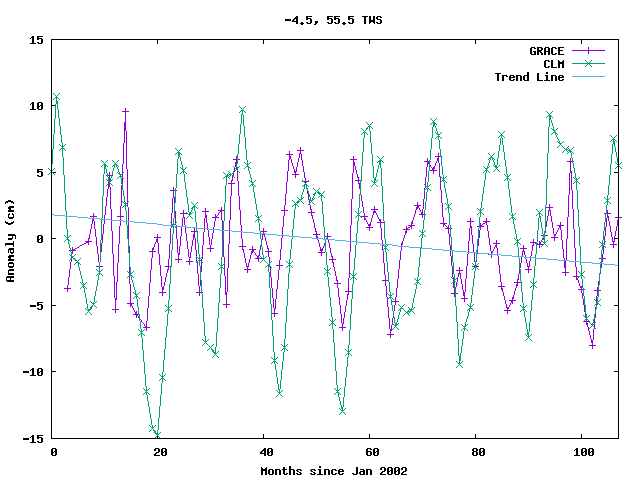 -4.5, 55.5 TWS
15
GRACE
CLM
Trend Line
10
5
0
-5
-10
-15
Anomaly (cm)
0 20 40 60 80 100
Months since Jan 2002